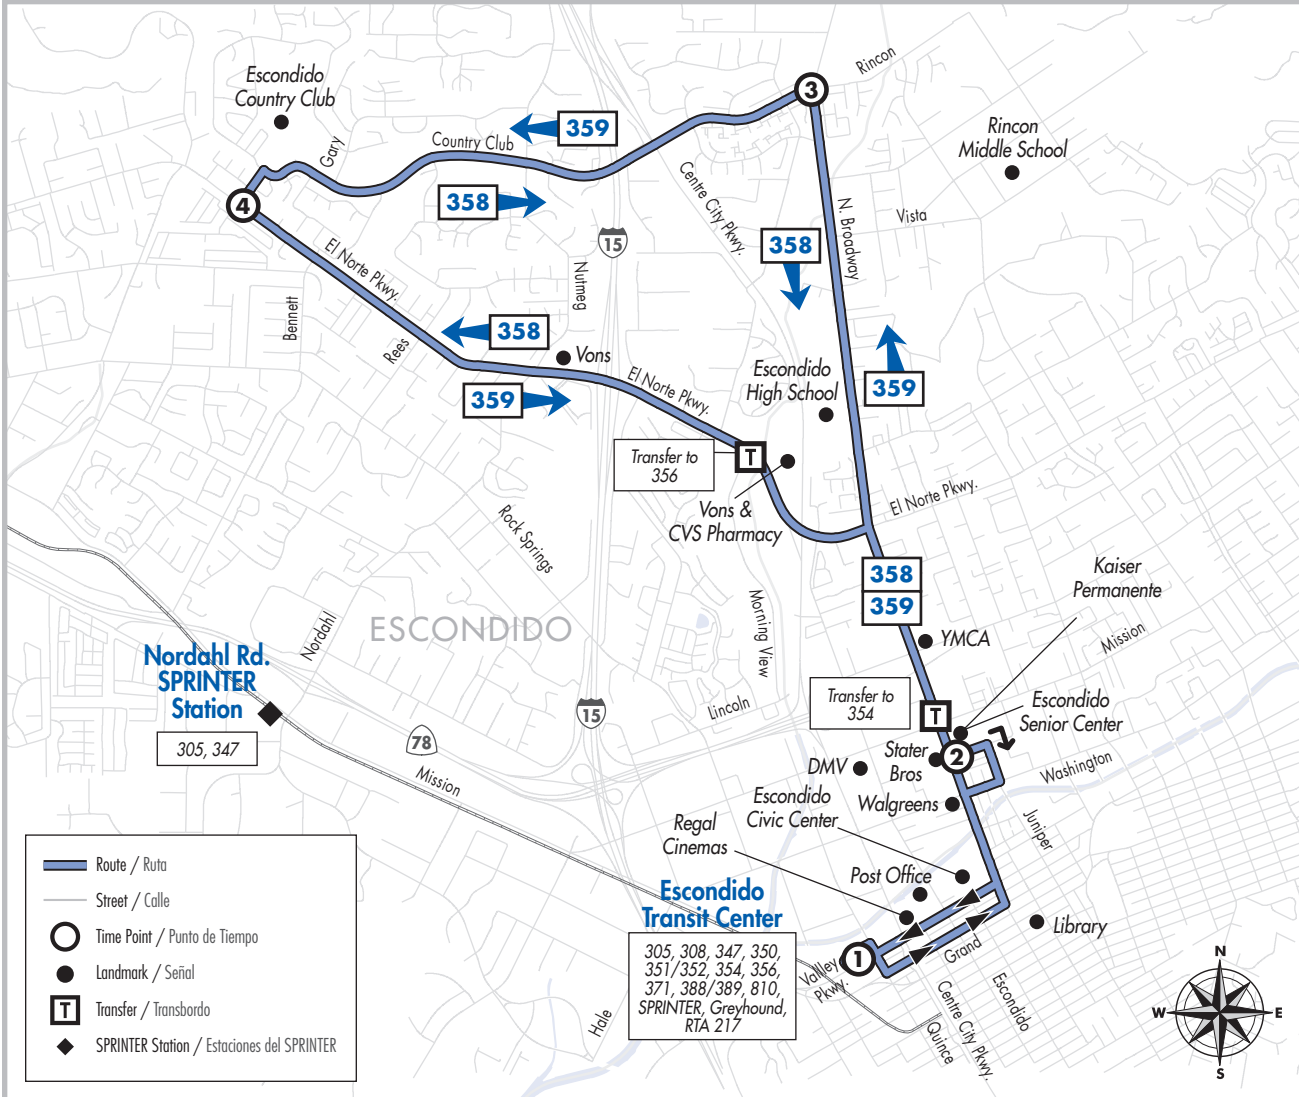 Rincon
3
Escondido
Country Club
359
Country Club
Gary
Rincon
Middle School
Centre City Pkwy.
358
4
N. Broadway
Vista
358
15
El Norte Pkwy.
Nutmeg
Bennett
358
Rees
Vons
Escondido
High School
359
El Norte Pkwy.
359
Transfer to
356
T
Vons &
CVS Pharmacy
El Norte Pkwy.
Rock Springs
358
359
Kaiser
Permanente
Morning View
Nordahl
ESCONDIDO
YMCA
Mission
Nordahl Rd.
SPRINTER
Station
305, 347
Transfer to
354
T
Lincoln
Escondido
Senior Center
15
78
Mission
Stater
Bros
2
DMV
Washington
Escondido
Civic Center
Walgreens
Regal
Cinemas
Juniper
Post Office
Escondido
Transit Center
305, 308, 347, 350,
351/352, 354, 356,
371, 388/389, 810,
SPRINTER, Greyhound,
RTA 217
Library
1
Grand
Valley
Pkwy.
Hale
Escondido
Centre City Pkwy.
Quince
Route / Ruta
Street / Calle
Time Point / Punto de Tiempo
Landmark / Señal
T
Transfer / Transbordo
SPRINTER Station / Estaciones del SPRINTER
N
W
E
S